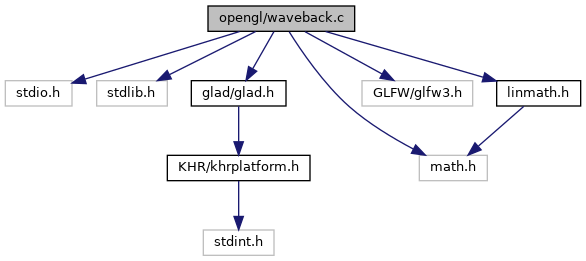 opengl/waveback.c
stdio.h
stdlib.h
glad/glad.h
GLFW/glfw3.h
linmath.h
KHR/khrplatform.h
math.h
stdint.h